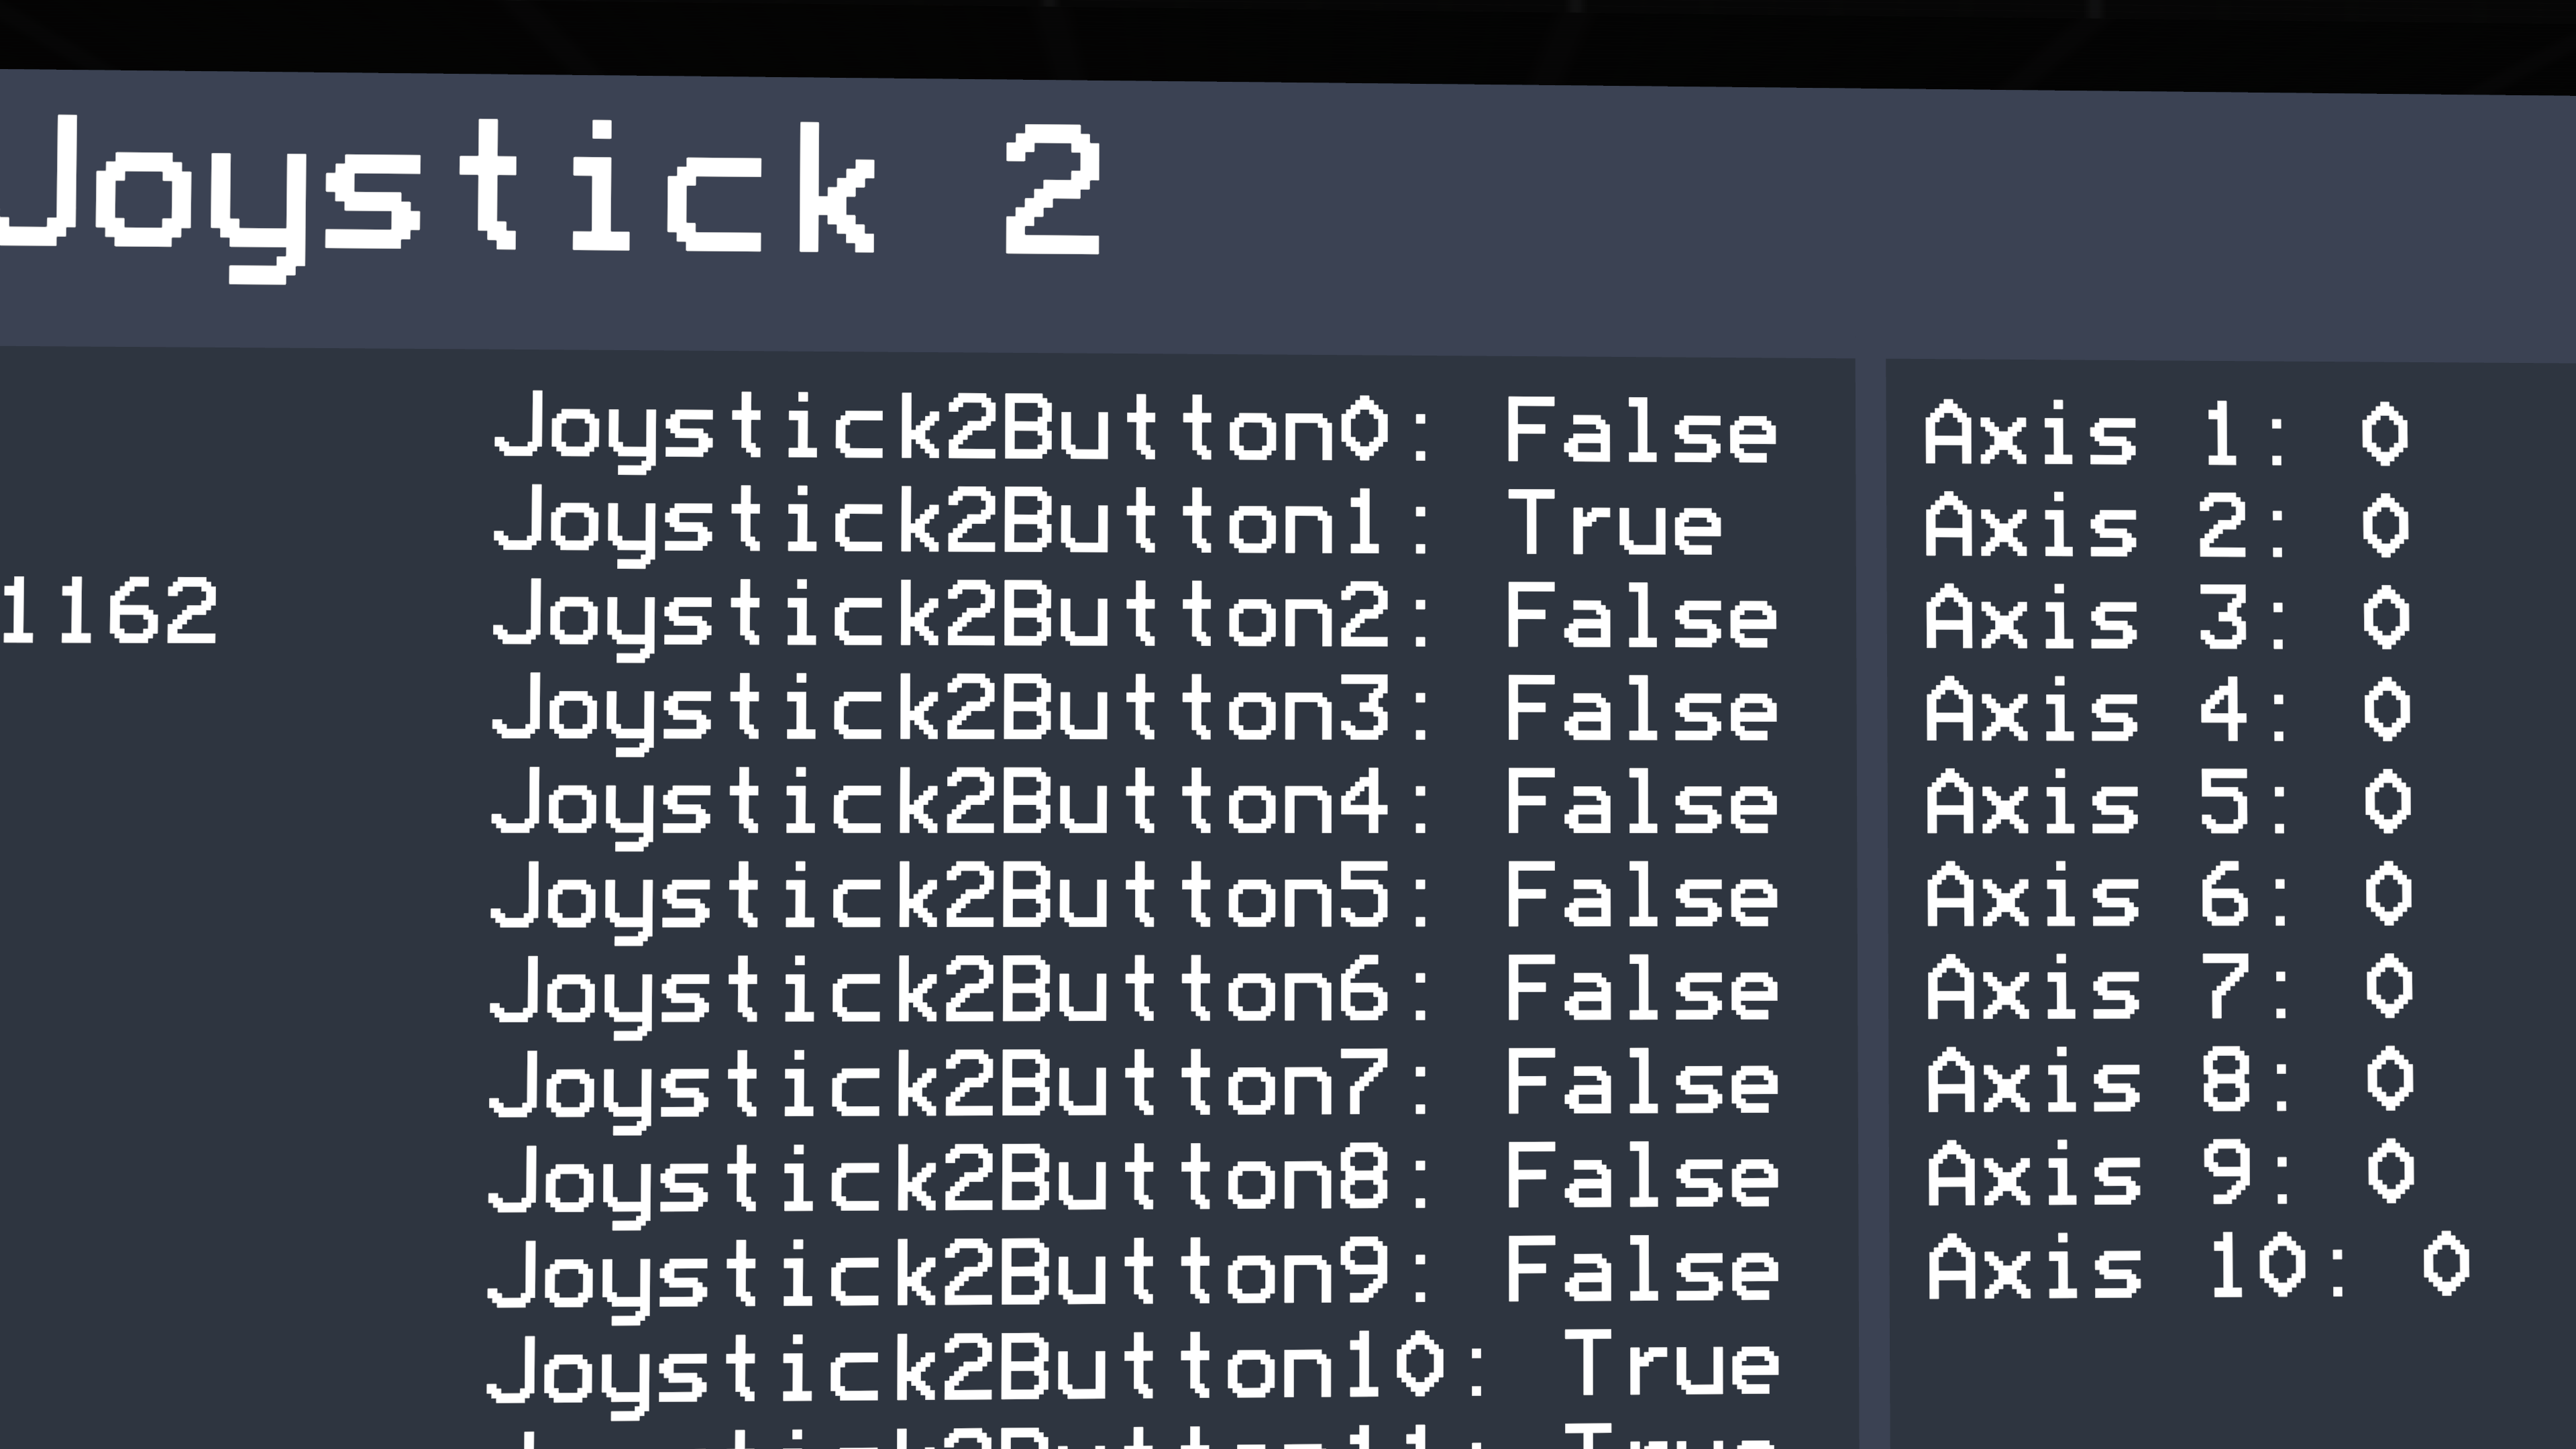 Joystick 2
Joystick2Button0: False
Joystick2Button1: True
1162
Joystick2Button2: False
Joystick2Button3: False
Joystick2Button4: False
Joystick2Button5: False
Joystick2Button6: False
Joystick2Button7: False
Joystick2Button8: False
Joystick2Button9: False
Joystick2Button10: True
Joystick2Button11: True
Axis 1: 0
Axis 2: 0
Axis 3: 0
Axis 4: 0
Axis 5: 0
Axis 6: 0
Axis 7: 0
Axis 8: 0
Axis 9: 0
Axis 10: 0